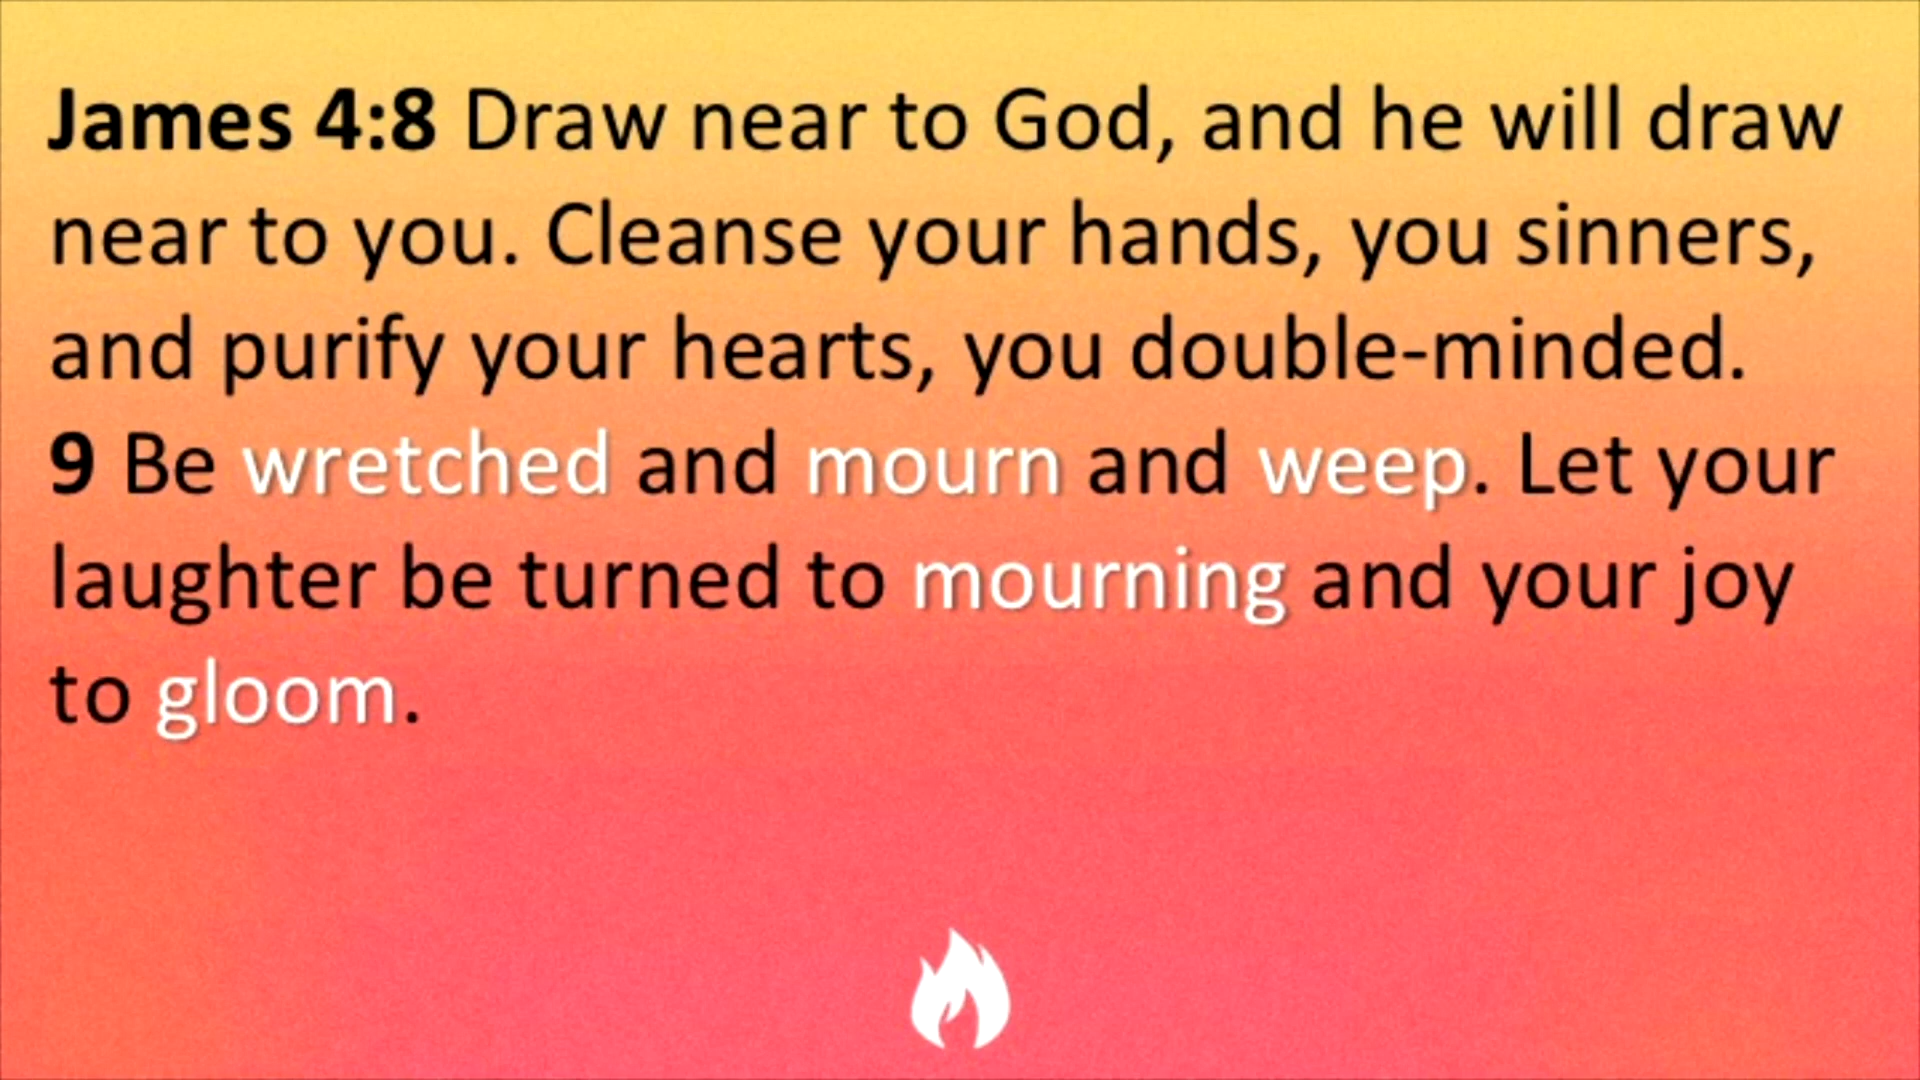 James 4:8 Draw near to God, and he will draw
near to you. Cleanse your hands, you sinners,
and purify your hearts, you double-minded.
9 Be wretched and mourn and weep. Let your
laughter be turned to mourning and your joy
to gloom.